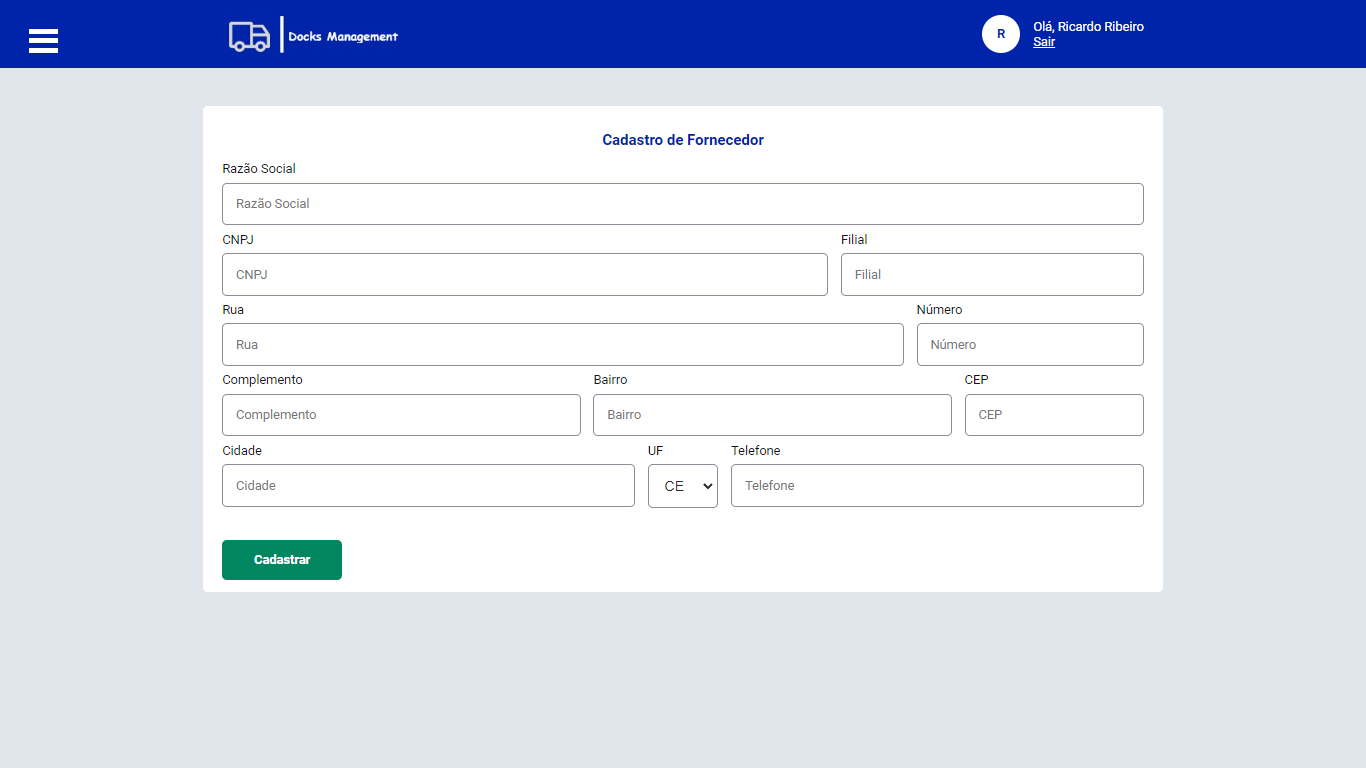 Docks Management
R
Olá, Ricardo Ribeiro
Sair
Cadastro de Fornecedor
Razão Social
Razão Social
CNPJ
Filial
CNPJ
Filial
Rua
Número
Rua
Número
Complemento
Bairro
CEP
Complemento
Bairro
CEP
Cidade
UF
Telefone
Cidade
CE
Telefone
Cadastrar